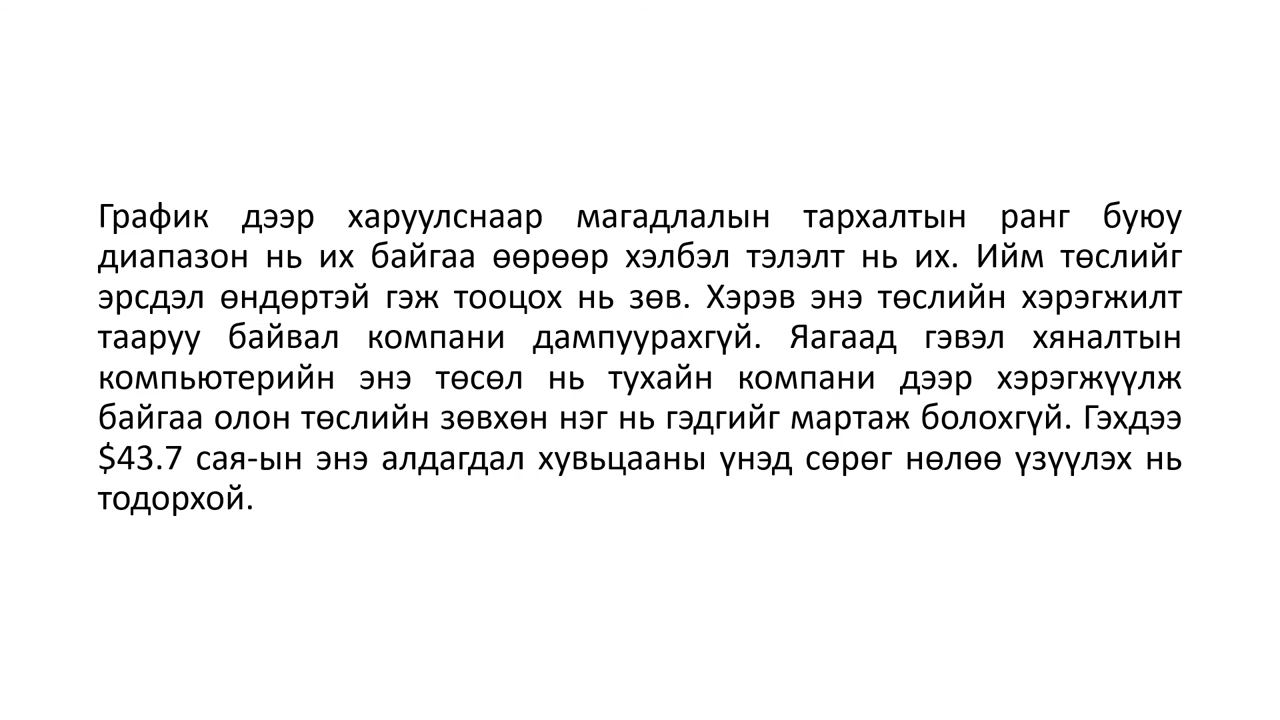 График дээр харуулснаар магадлалын тархалтын ранг буюу
диапазон нь их байгаа өөрөөр хэлбэл тэлэлт нь их. Ийм төслийг
эрсдэл өндөртэй гэж тооцох нь зөв. Хэрэв энэ төслийн хэрэгжилт
тааруу байвал компани дампуурахгүй. Яагаад гэвэл хяналтын
компьютерийн энэ төсөл нь тухайн компани дээр хэрэгжүүлж
байгаа олон төслийн зөвхөн нэг нь гэдгийг мартаж болохгүй. Гэхдээ
$43.7 сая-ын энэ алдагдал хувьцааны үнэд сөрөг нөлөө үзүүлэх нь
тодорхой.